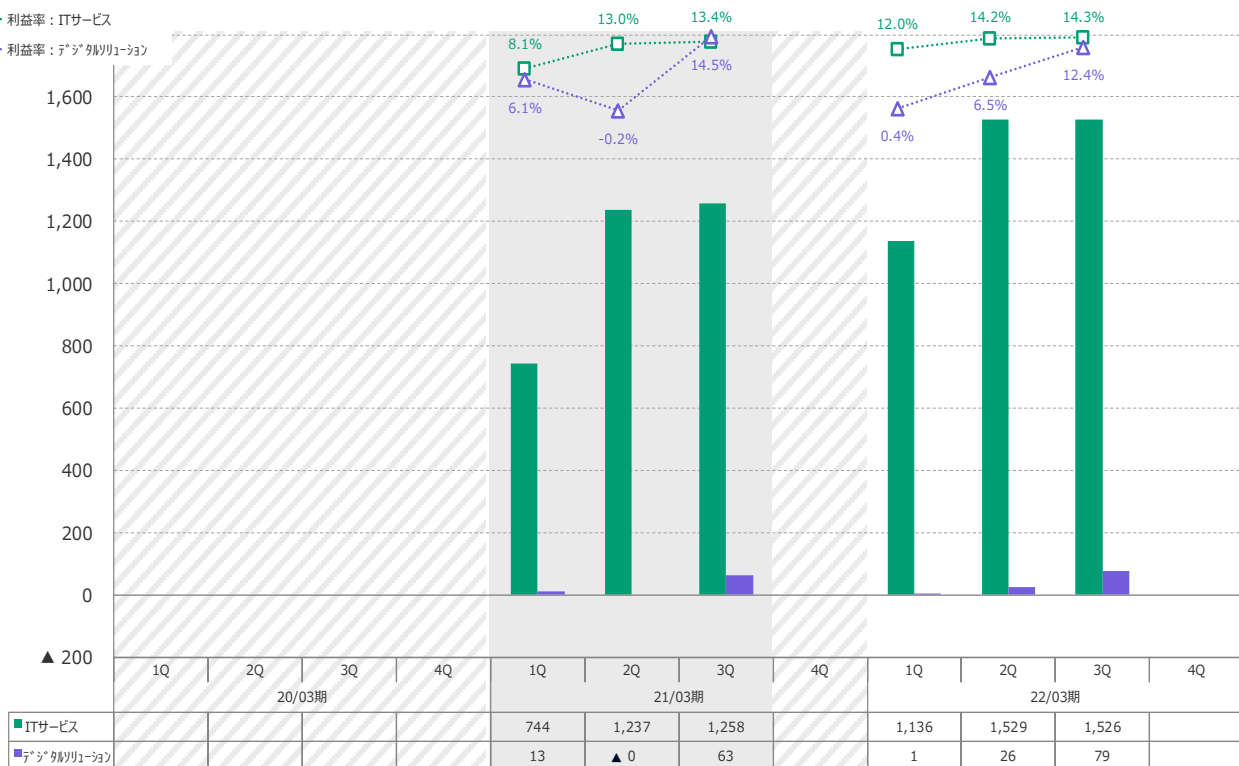 利益率：ITサービス
利益率：ﾃﾞｼﾞﾀﾙｿﾘｭｰｼｮﾝ
8.1% 13.0% 13.4% 12.0% 14.2% 14.3%
6.1% -0.2% 14.5% 0.4% 6.5% 12.4%
1,600
1,400
1,200
1,000
800
600
400
200
0
▲ 200
1Q 2Q 3Q 4Q 1Q 2Q 3Q 4Q 1Q 2Q 3Q 4Q
20/03期 21/03期 22/03期
ITサービス 744 1,237 1,258 1,136 1,529 1,526
ﾃﾞｼﾞﾀﾙｿﾘｭｰｼｮﾝ 13 ▲ 0 63 1 26 79